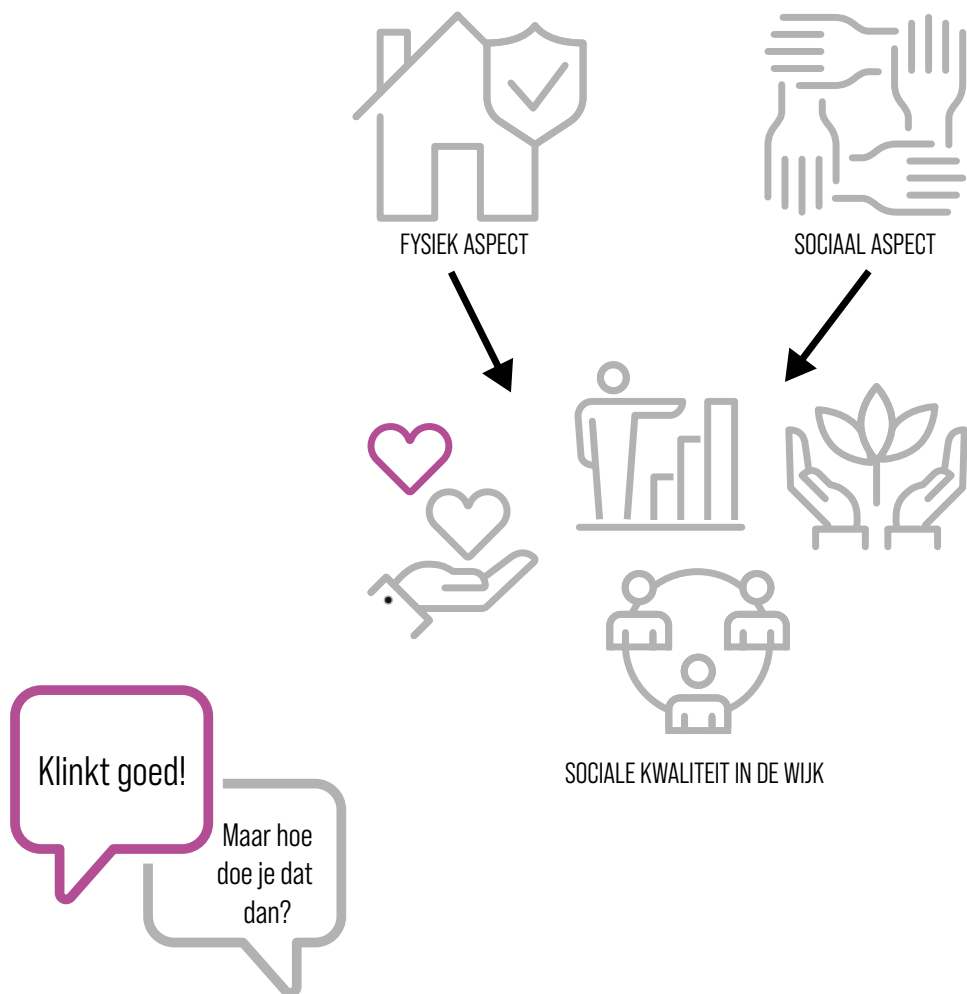 FYSIEK ASPECT
SOCIAAL ASPECT
SOCIALE KWALITEIT IN DE WIJK
Klinkt goed!
Maar hoe
doe je dat
dan?